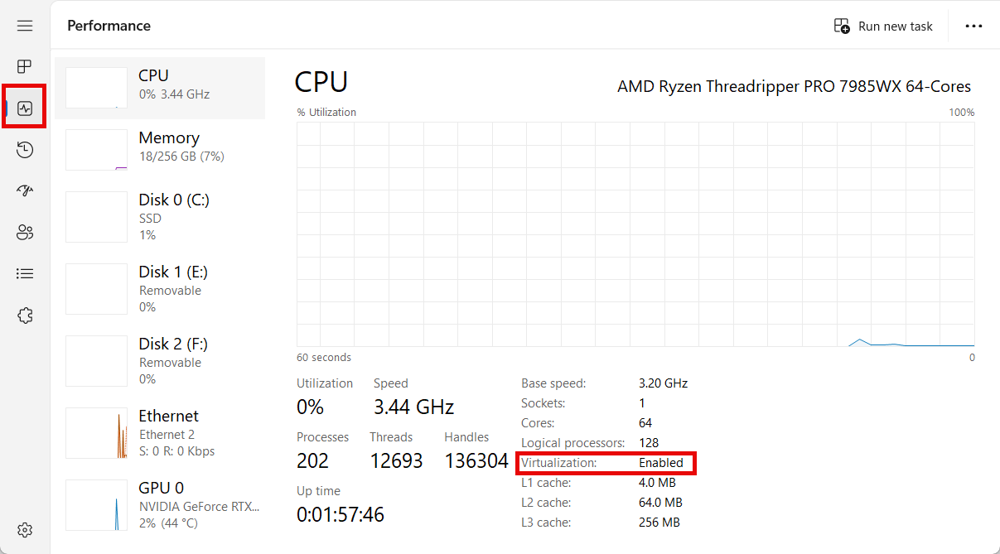 Performance
Run new task
CPU
0% 3.44 GHz
Memory
18/256 GB (7%)
Disk 0 (C:)
SSD
1%
Disk 1 (E:)
Removable
0%
Disk 2 (F:)
Removable
0%
Ethernet
Ethernet 2
S: 0 R: 0 Kbps
GPU 0
NVIDIA GeForce RTX...
2% (44 °C)
CPU
AMD Ryzen Threadripper PRO 7985WX 64-Cores
% Utilization
100%
60 seconds
0
Utilization
Speed
0%
3.44 GHz
Processes
Threads
Handles
202
12693
136304
Up time
0:01:57:46
Base speed: 3.20 GHz
Sockets: 1
Cores: 64
Logical processors: 128
Virtualization: Enabled
L1 cache: 4.0 MB
L2 cache: 64.0 MB
L3 cache: 256 MB